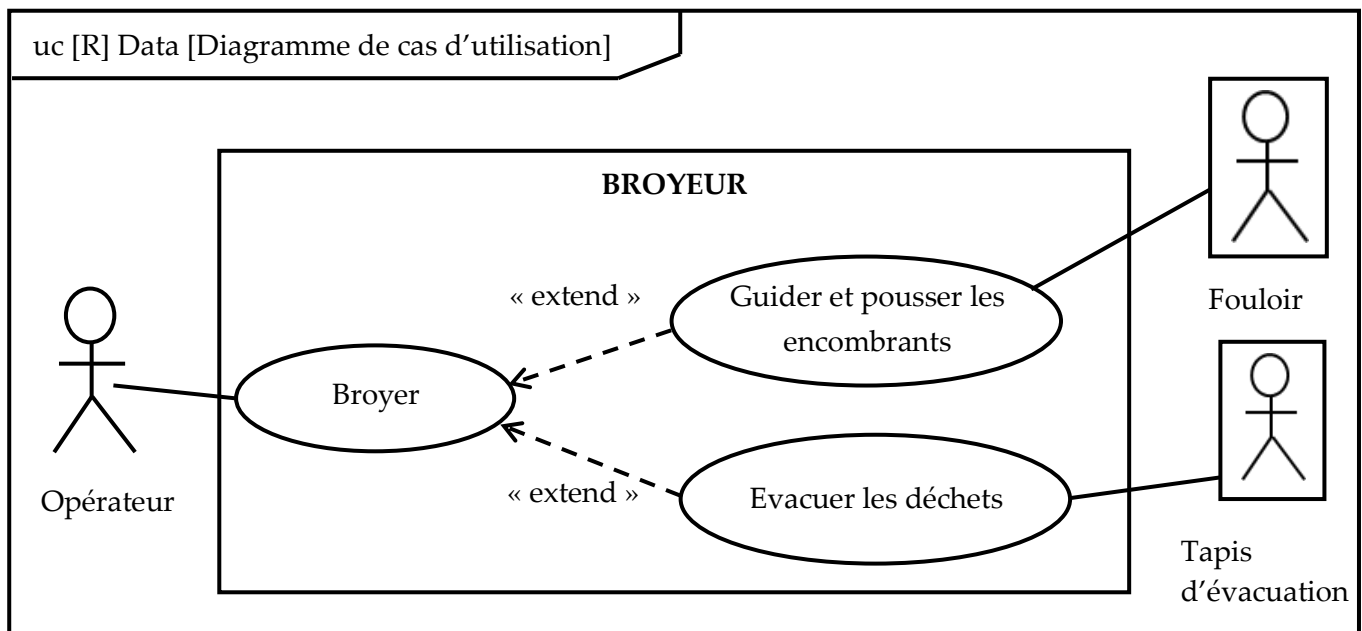 uc [R] Data [Diagramme de cas d’utilisation]
BROYEUR
« extend »
Guider et pousser les
encombrants
Fouloir
Broyer
Opérateur
« extend »
Evacuer les déchets
Tapis
d’évacuation